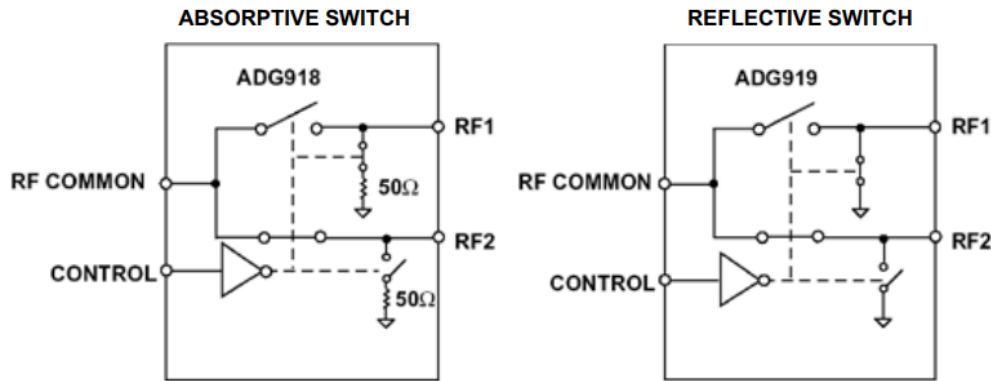 ABSORPTIVE SWITCH
ADG918
RF1
50Ω
RF COMMON
RF2
CONTROL
50Ω
REFLECTIVE SWITCH
ADG919
RF1
RF COMMON
RF2
CONTROL